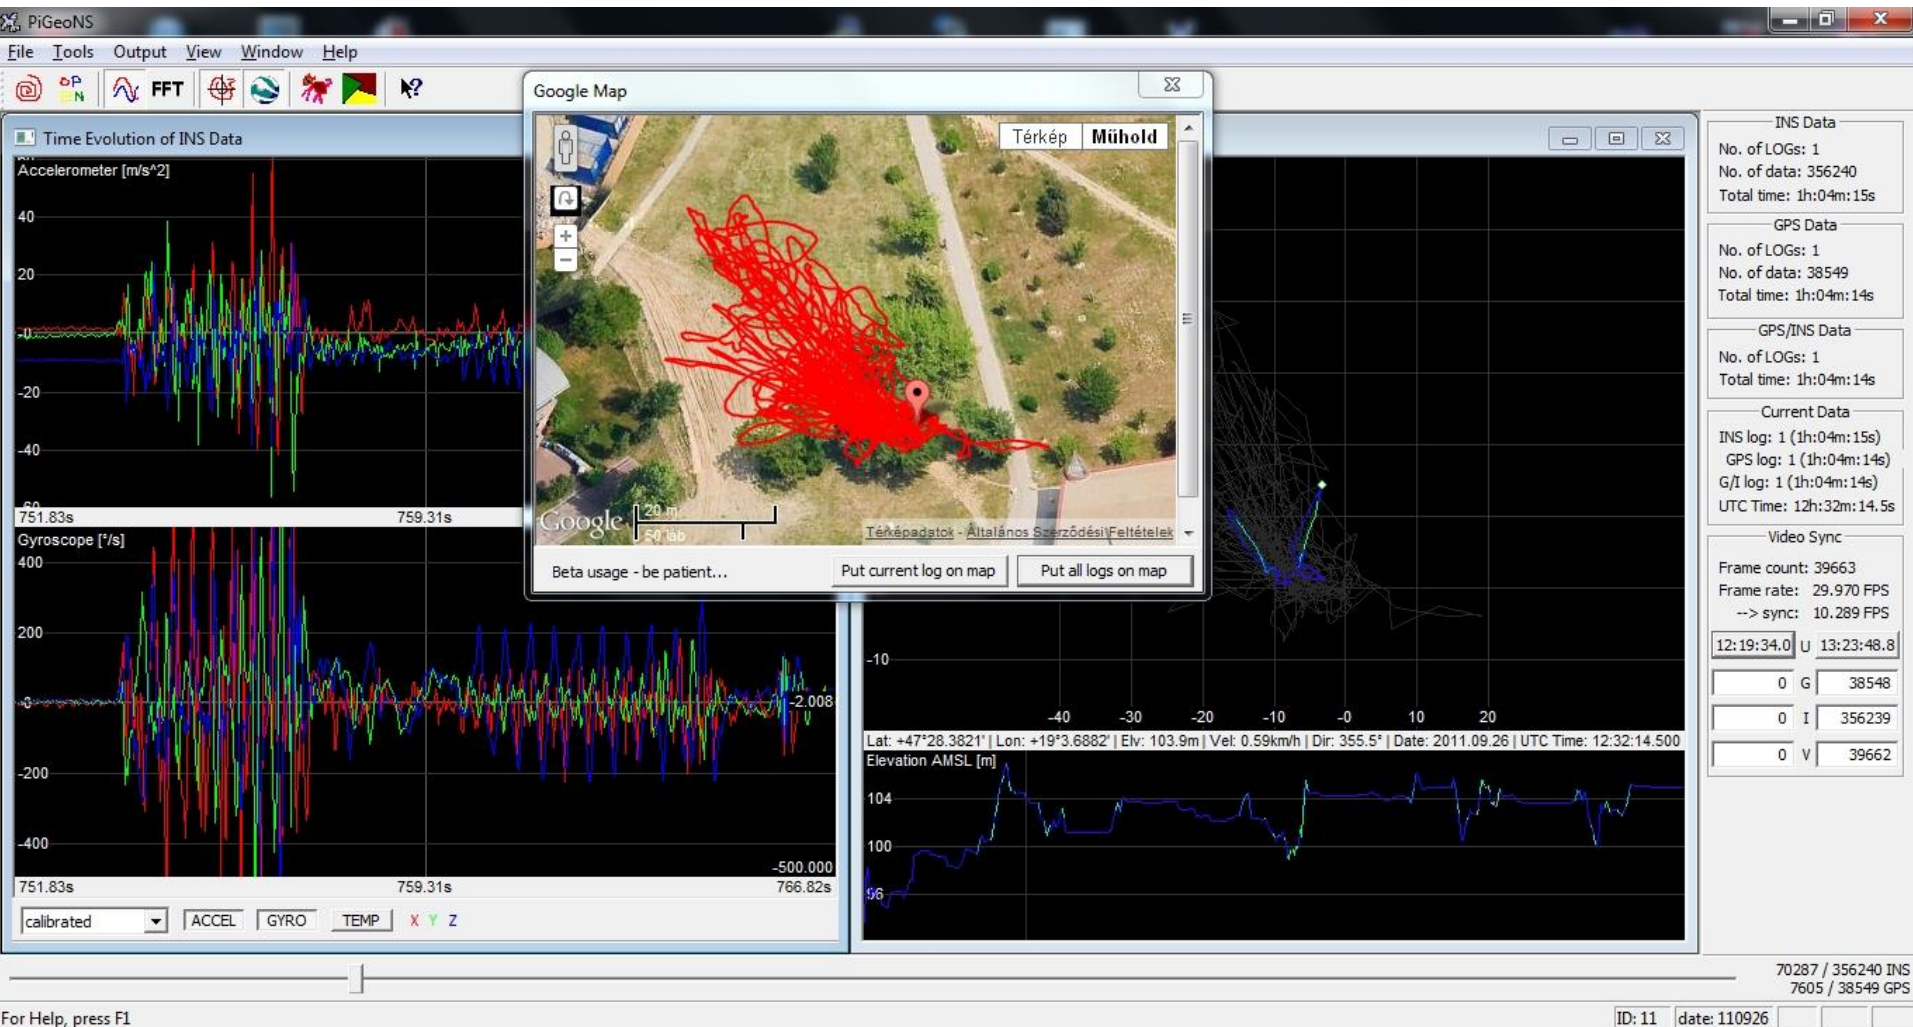 PiGeoNS
File Tools Output View Window Help
FFT
Time Evolution of INS Data
Accelerometer [m/s^2]
40
20
-0
-20
-40
-60
751.83s
759.31s
Gyroscope [°/s]
400
200
-0
-2.008
-200
-400
-500.000
751.83s
759.31s
766.82s
calibrated
ACCEL
GYRO
TEMP
X Y Z
Google Map
Térkép
Műhold
Google
20 m
50 láb
Térképadatok - Általános Szerződési Feltételek
Beta usage - be patient...
Put current log on map
Put all logs on map
-10
-40 -30 -20 -10 -0 10 20
Lat: +47°28.3821' | Lon: +19°3.6882' | Elv: 103.9m | Vel: 0.59km/h | Dir: 355.5° | Date: 2011.09.26 | UTC Time: 12:32:14.500
Elevation AMSL [m]
104
100
96
INS Data
No. of LOGs: 1
No. of data: 356240
Total time: 1h:04m:15s
GPS Data
No. of LOGs: 1
No. of data: 38549
Total time: 1h:04m:14s
GPS/INS Data
No. of LOGs: 1
Total time: 1h:04m:14s
Current Data
INS log: 1 (1h:04m:15s)
GPS log: 1 (1h:04m:14s)
G/I log: 1 (1h:04m:14s)
UTC Time: 12h:32m:14.5s
Video Sync
Frame count: 39663
Frame rate: 29.970 FPS
--> sync: 10.289 FPS
12:19:34.0 U 13:23:48.8
0 G 38548
0 I 356239
0 V 39662
70287 / 356240 INS
7605 / 38549 GPS
For Help, press F1
ID: 11
date: 110926